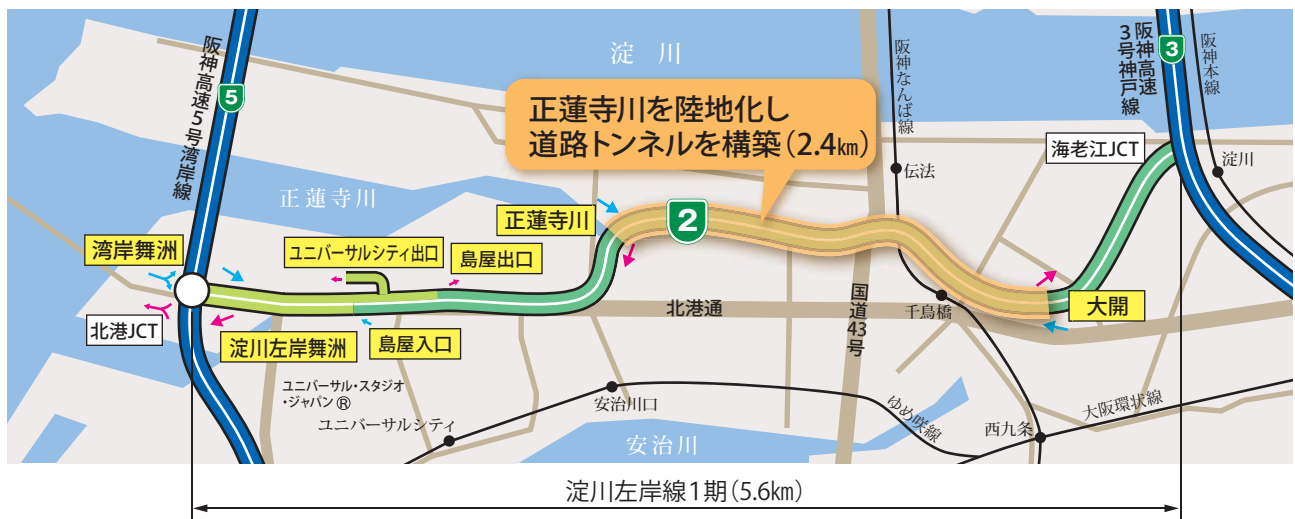 淀 川
阪神高速5号湾岸線
5
阪神なんば線
阪神高速
3号神戸線
3
阪神本線
正蓮寺川を陸地化し
道路トンネルを構築(2.4㎞)
海老江JCT
淀川
伝法
正蓮寺川
正蓮寺川
2
湾岸舞洲
ユニバーサルシティ出口
島屋出口
北港JCT
淀川左岸舞洲
島屋入口
北港通
国道43号
千鳥橋
大開
ユニバーサル・スタジオ
・ジャパン Ⓡ
ユニバーサルシティ
安治川口
安治川
ゆめ咲線
西九条
大阪環状線
淀川左岸線1期(5.6㎞)